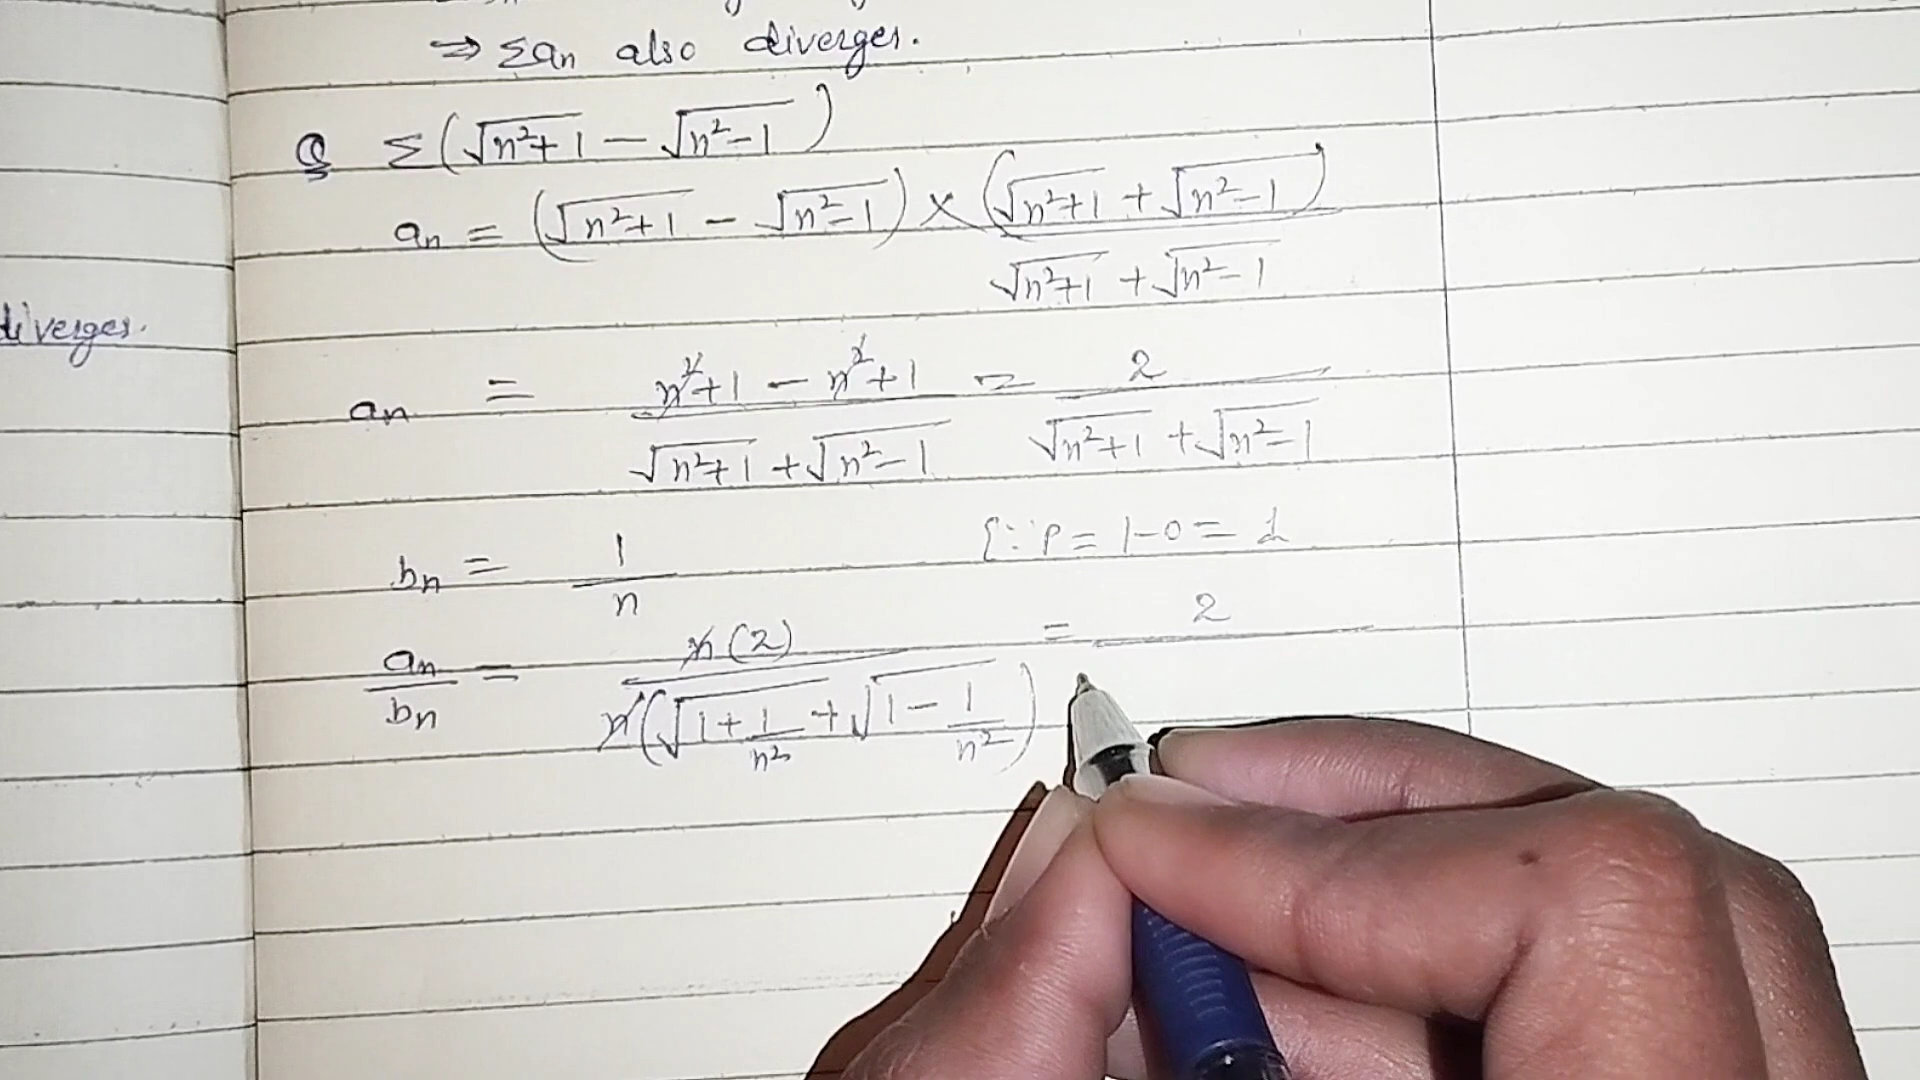 ⇒ Σan also diverges.
Q Σ(√n²+1 − √n²−1)
an = (√n²+1 − √n²−1) × (√n²+1 + √n²−1) / √n²+1 + √n²−1
diverges.
an = n²+1 − n²+1 / √n²+1 + √n²−1 = 2 / √n²+1 + √n²−1
bn = 1/n {∵ P = 1−0 = 1
an/bn = n(2) / n(√1+1/n² + √1−1/n²) = 2